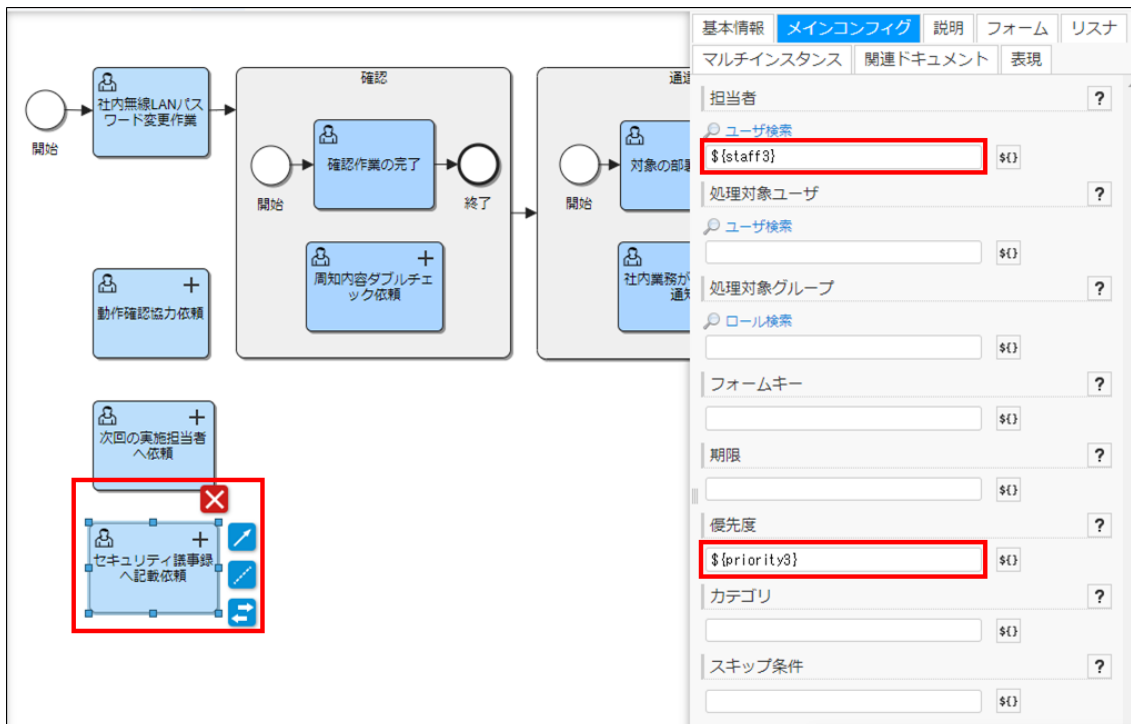 開始
社内無線LANパス
ワード変更作業
確認
開始
確認作業の完了
終了
周知内容ダブルチェ
ック依頼
開始
動作確認協力依頼
次回の実施担当者
へ依頼
セキュリティ議事録
へ記載依頼
基本情報 メインコンフィグ 説明 フォーム リスナ
マルチインスタンス 関連ドキュメント 表現
担当者 ?
ユーザ検索
${staff3} ${}
処理対象ユーザ ?
ユーザ検索
${}
処理対象グループ ?
ロール検索
${}
フォームキー ?
${}
期限 ?
${}
優先度 ?
${priority3} ${}
カテゴリ ?
${}
スキップ条件 ?
${}